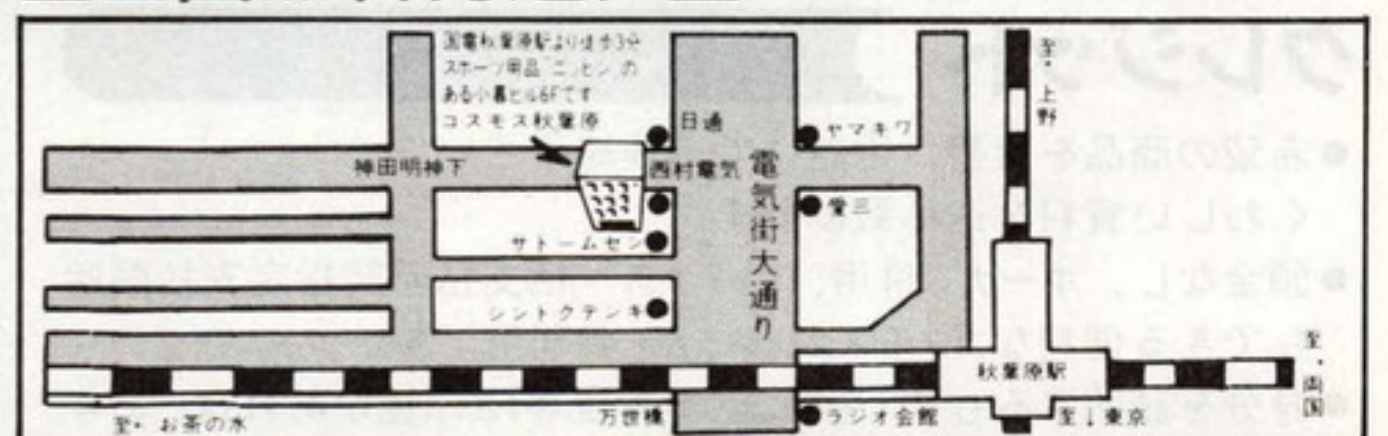 国電秋葉原駅より徒歩3分
スポーツ用品「ニッピン」の
ある小暮ビル6Fです
コスモス秋葉原
日通
ヤマギワ
至・上野
神田明神下
西村電気
電気街大通り
愛三
サトームセン
シントクデンキ
秋葉原駅
至・両国
至・お茶の水
万世橋
ラジオ会館
至↓東京